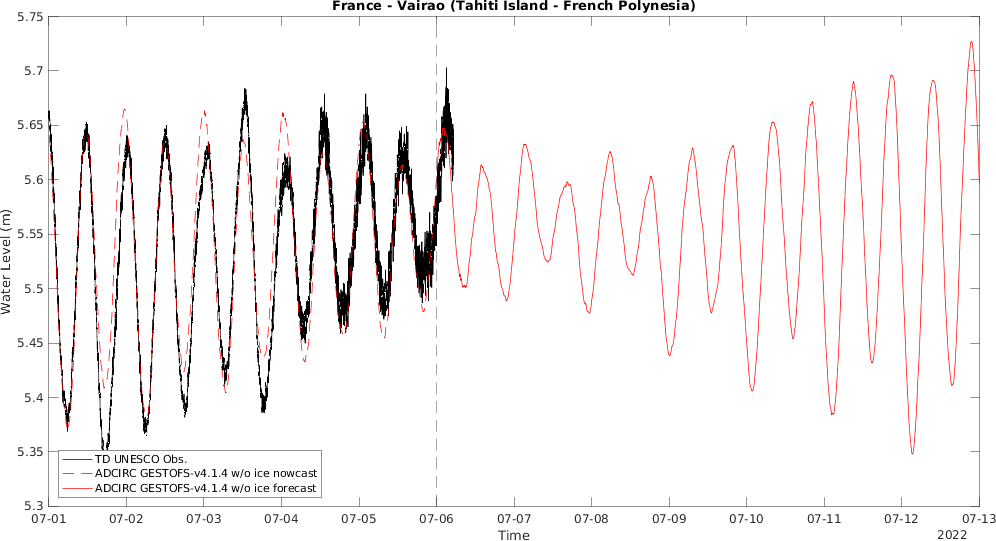 France - Vairao (Tahiti Island - French Polynesia)
5.75
5.7
5.65
5.6
5.55
5.5
5.45
5.4
5.35
5.3
Water Level (m)
TD UNESCO Obs.
ADCIRC GESTOFS-v4.1.4 w/o ice nowcast
ADCIRC GESTOFS-v4.1.4 w/o ice forecast
07-01 07-02 07-03 07-04 07-05 07-06 07-07 07-08 07-09 07-10 07-11 07-12 07-13
Time
2022